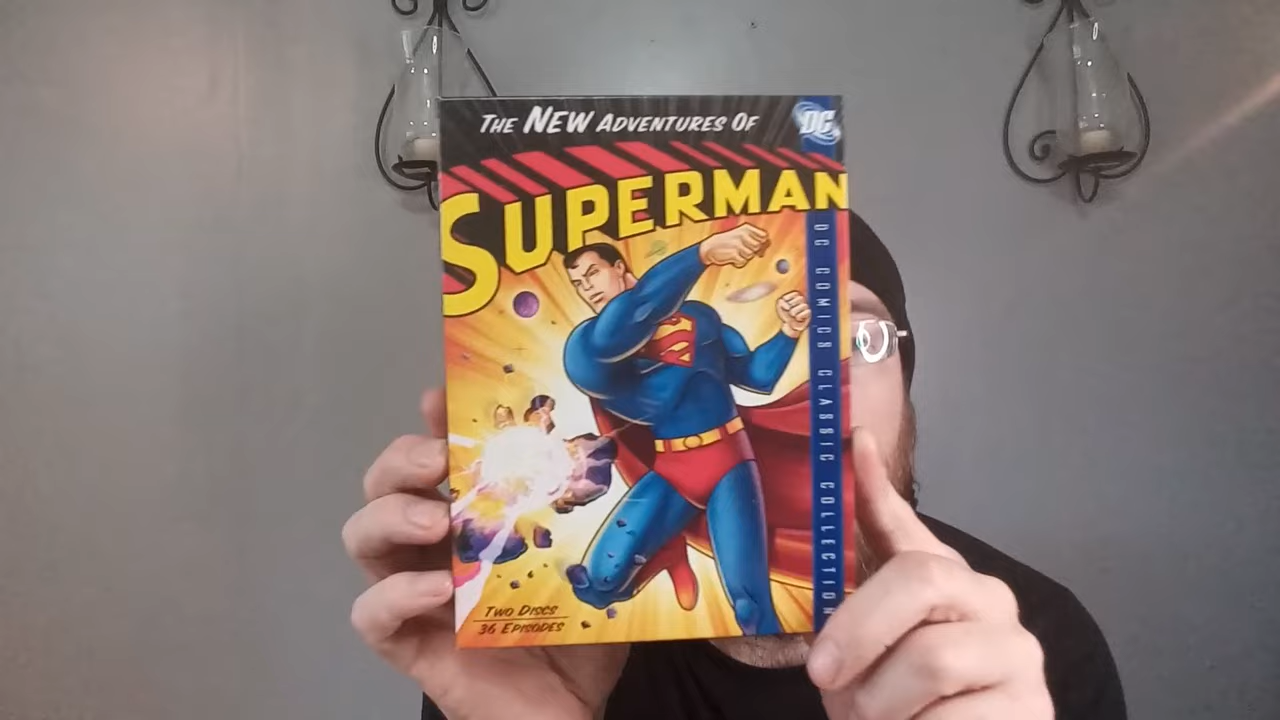 THE NEW ADVENTURES OF
DC
SUPERMAN
S
DC COMICS CLASSIC COLLECTION
TWO DISCS
36 EPISODES